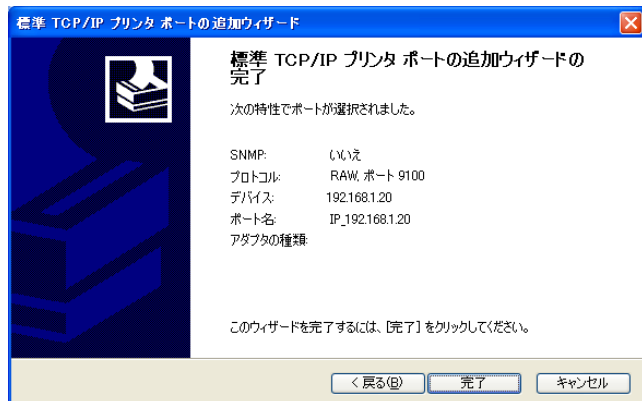 標準 TCP/IP プリンタ ポートの追加ウィザード
標準 TCP/IP プリンタ ポートの追加ウィザードの
完了
次の特性でポートが選択されました。
SNMP: いいえ
プロトコル: RAW, ポート 9100
デバイス: 192.168.1.20
ポート名: IP_192.168.1.20
アダプタの種類:
このウィザードを完了するには、[完了] をクリックしてください。
< 戻る(B) 完了 キャンセル